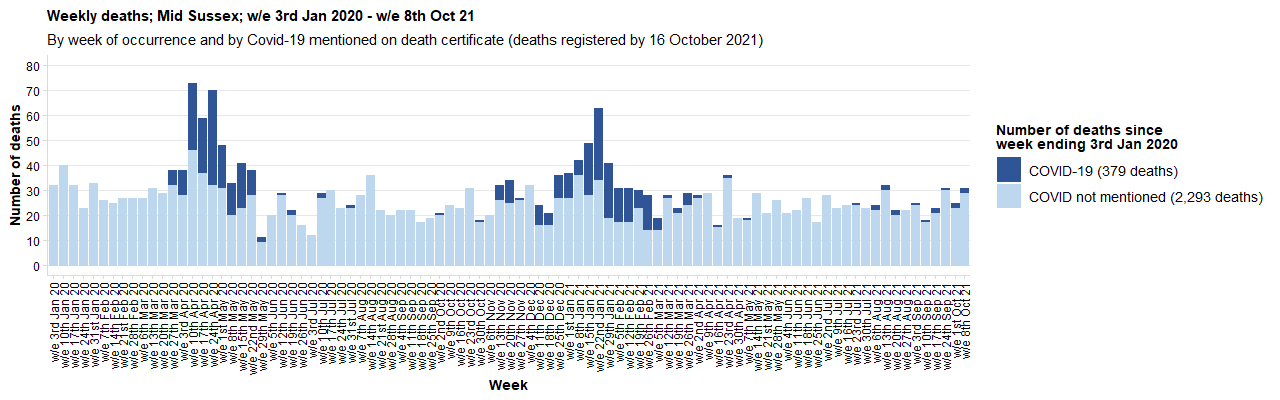 Weekly deaths; Mid Sussex; w/e 3rd Jan 2020 - w/e 8th Oct 21
By week of occurrence and by Covid-19 mentioned on death certificate (deaths registered by 16 October 2021)
Number of deaths
80
70
60
50
40
30
20
10
0
w/e 3rd Jan 20
w/e 10th Jan 20
w/e 17th Jan 20
w/e 24th Jan 20
w/e 31st Jan 20
w/e 7th Feb 20
w/e 14th Feb 20
w/e 21st Feb 20
w/e 28th Feb 20
w/e 6th Mar 20
w/e 13th Mar 20
w/e 20th Mar 20
w/e 27th Mar 20
w/e 3rd Apr 20
w/e 10th Apr 20
w/e 17th Apr 20
w/e 24th Apr 20
w/e 1st May 20
w/e 8th May 20
w/e 15th May 20
w/e 22nd May 20
w/e 29th May 20
w/e 5th Jun 20
w/e 12th Jun 20
w/e 19th Jun 20
w/e 26th Jun 20
w/e 3rd Jul 20
w/e 10th Jul 20
w/e 17th Jul 20
w/e 24th Jul 20
w/e 31st Jul 20
w/e 7th Aug 20
w/e 14th Aug 20
w/e 21st Aug 20
w/e 28th Aug 20
w/e 4th Sep 20
w/e 11th Sep 20
w/e 18th Sep 20
w/e 25th Sep 20
w/e 2nd Oct 20
w/e 9th Oct 20
w/e 16th Oct 20
w/e 23rd Oct 20
w/e 30th Oct 20
w/e 6th Nov 20
w/e 13th Nov 20
w/e 20th Nov 20
w/e 27th Nov 20
w/e 4th Dec 20
w/e 11th Dec 20
w/e 18th Dec 20
w/e 25th Dec 20
w/e 1st Jan 21
w/e 8th Jan 21
w/e 15th Jan 21
w/e 22nd Jan 21
w/e 29th Jan 21
w/e 5th Feb 21
w/e 12th Feb 21
w/e 19th Feb 21
w/e 26th Feb 21
w/e 5th Mar 21
w/e 12th Mar 21
w/e 19th Mar 21
w/e 26th Mar 21
w/e 2nd Apr 21
w/e 9th Apr 21
w/e 16th Apr 21
w/e 23rd Apr 21
w/e 30th Apr 21
w/e 7th May 21
w/e 14th May 21
w/e 21st May 21
w/e 28th May 21
w/e 4th Jun 21
w/e 11th Jun 21
w/e 18th Jun 21
w/e 25th Jun 21
w/e 2nd Jul 21
w/e 9th Jul 21
w/e 16th Jul 21
w/e 23rd Jul 21
w/e 30th Jul 21
w/e 6th Aug 21
w/e 13th Aug 21
w/e 20th Aug 21
w/e 27th Aug 21
w/e 3rd Sep 21
w/e 10th Sep 21
w/e 17th Sep 21
w/e 24th Sep 21
w/e 1st Oct 21
w/e 8th Oct 21
Week
Number of deaths since
week ending 3rd Jan 2020
COVID-19 (379 deaths)
COVID not mentioned (2,293 deaths)